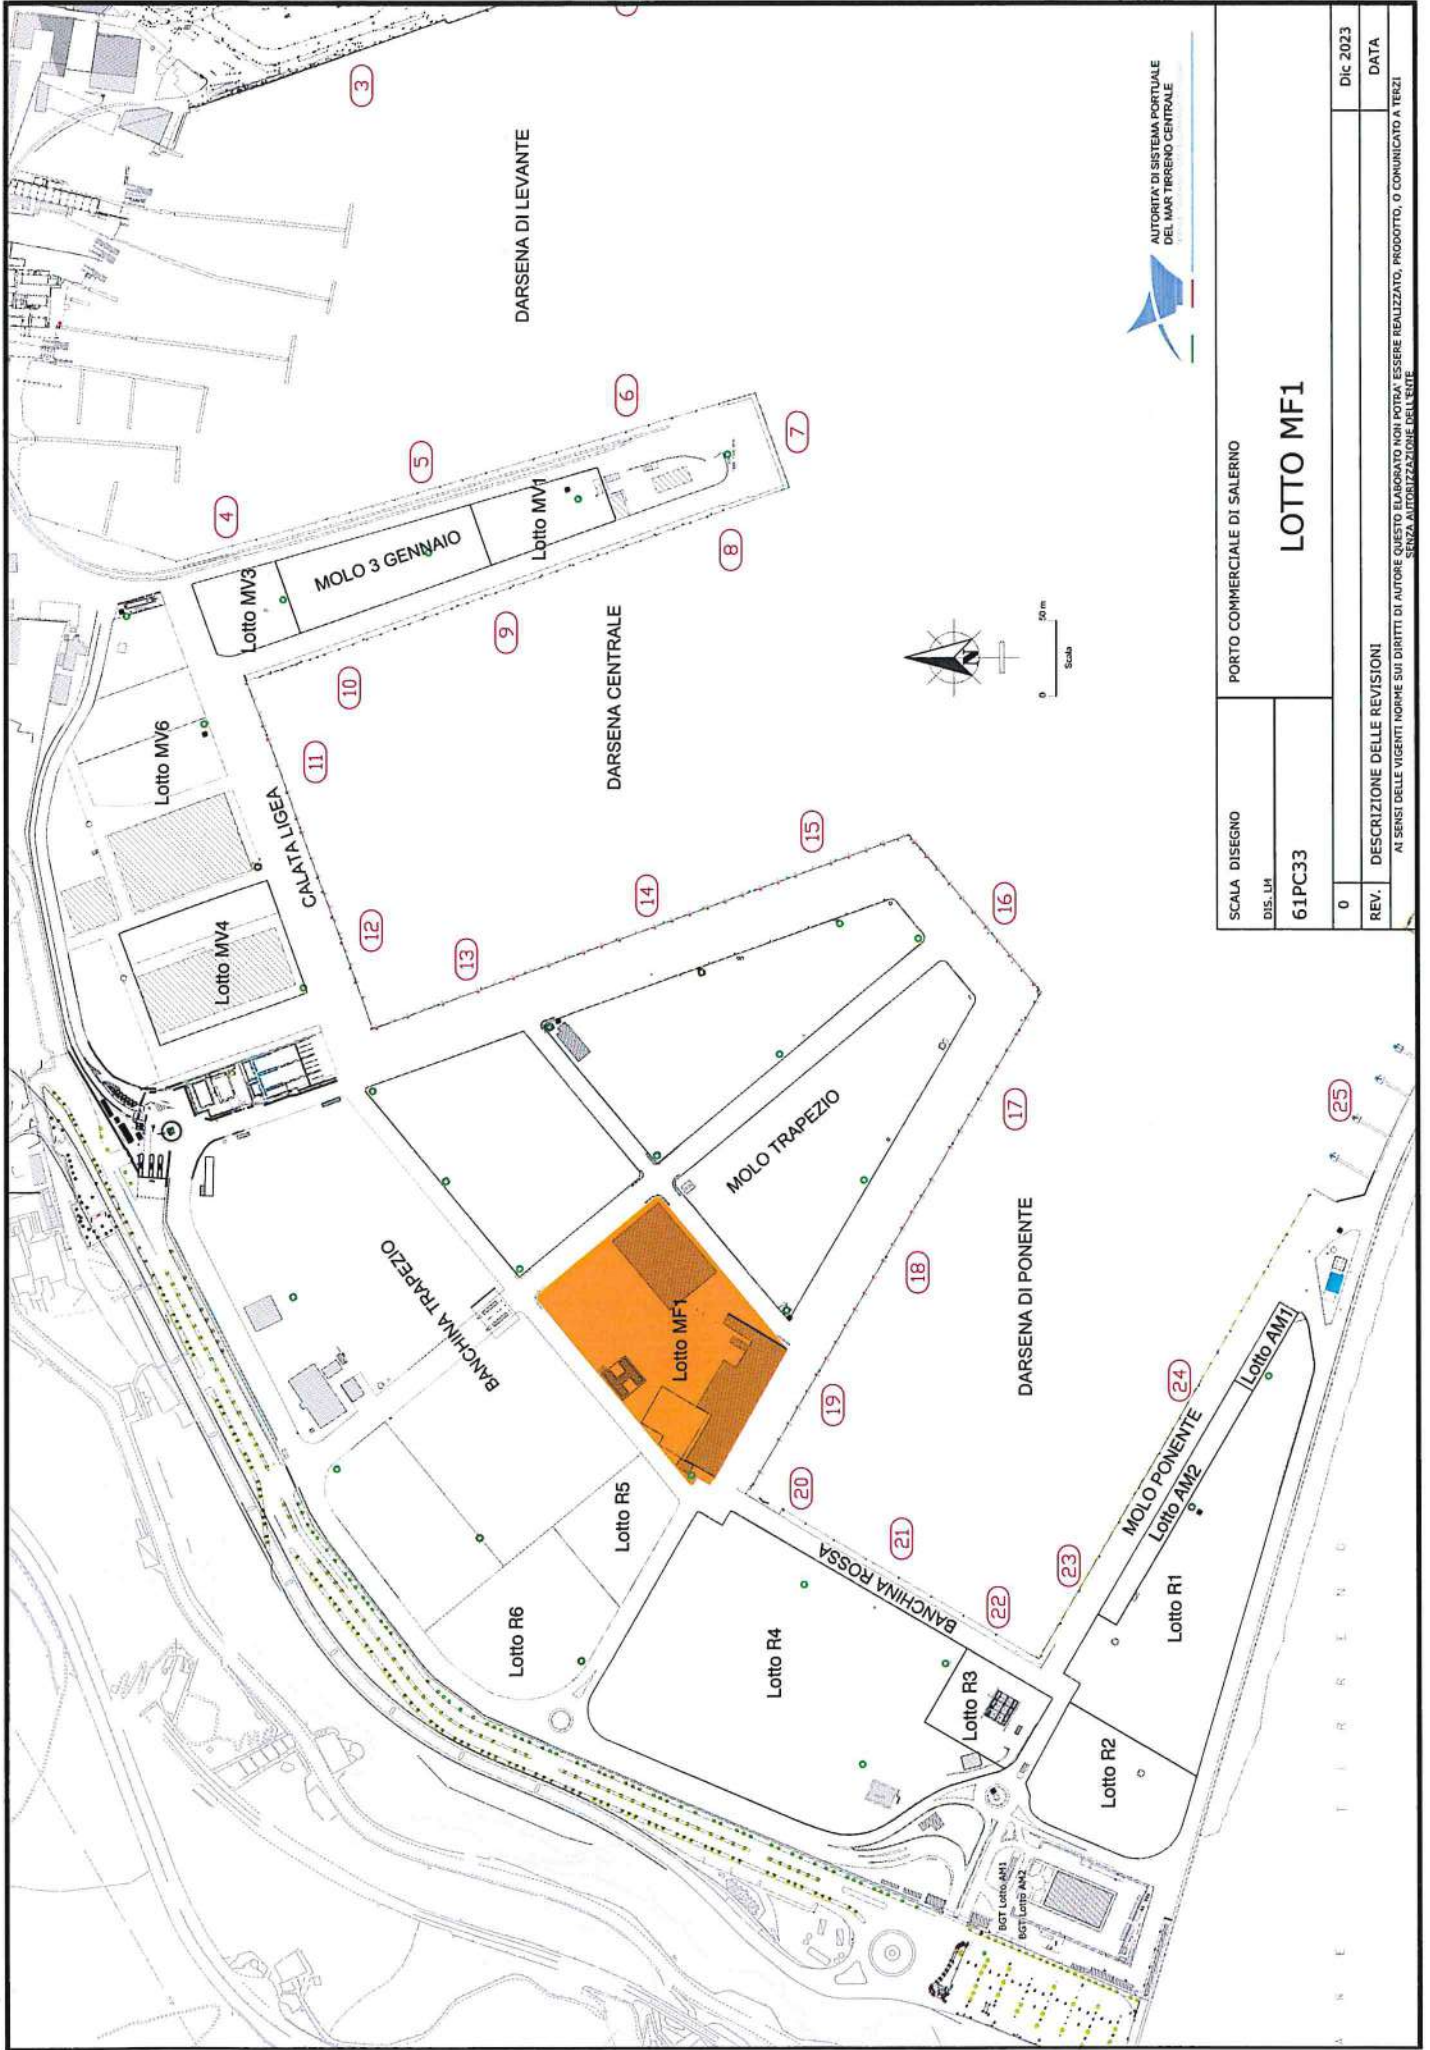 3
DARSENA DI LEVANTE
4
5
6
7
8
9
10
11
12
13
14
15
16
17
18
19
20
21
22
23
24
25
Lotto MV3
MOLO 3 GENNAIO
Lotto MV1
Lotto MV6
CALATA LIGEA
Lotto MV4
DARSENA CENTRALE
BANCHINA TRAPEZIO
MOLO TRAPEZIO
Lotto MF1
DARSENA DI PONENTE
Lotto R5
Lotto R6
BANCHINA ROSSA
Lotto R4
Lotto R3
MOLO PONENTE
Lotto AM1
Lotto AM2
Lotto R1
Lotto R2
BGT Lotto AM1
BGT Lotto AM2
N
0 50 m
Scala
T I R R E N O
AUTORITA' DI SISTEMA PORTUALE
DEL MAR TIRRENO CENTRALE
SCALA DISEGNO
DIS. LM
61PC33
PORTO COMMERCIALE DI SALERNO
LOTTO MF1
0
Dic 2023
REV.
DESCRIZIONE DELLE REVISIONI
DATA
AI SENSI DELLE VIGENTI NORME SUI DIRITTI DI AUTORE QUESTO ELABORATO NON POTRA' ESSERE REALIZZATO, PRODOTTO, O COMUNICATO A TERZI
SENZA AUTORIZZAZIONE DELL'ENTE